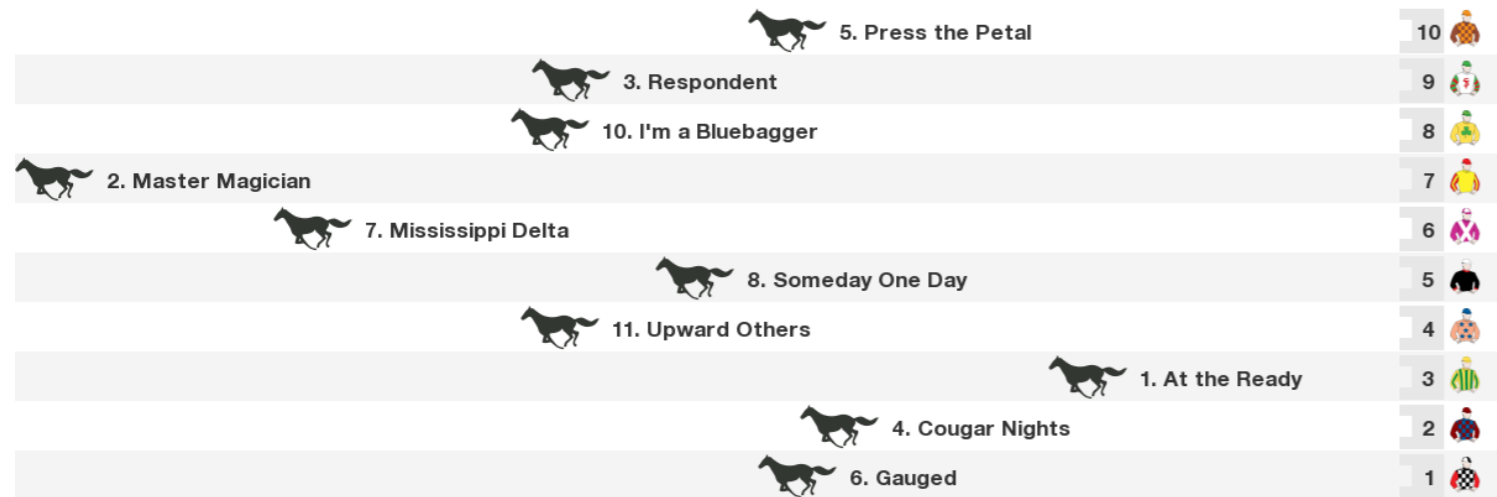 5. Press the Petal 10
3. Respondent 9
10. I'm a Bluebagger 8
2. Master Magician 7
7. Mississippi Delta 6
8. Someday One Day 5
11. Upward Others 4
1. At the Ready 3
4. Cougar Nights 2
6. Gauged 1